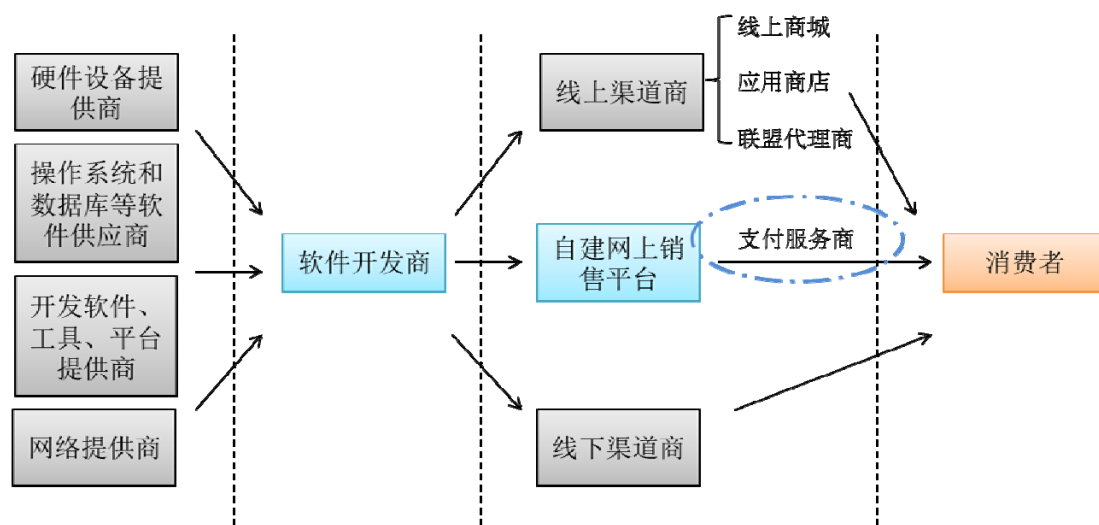 硬件设备提
供商
操作系统和
数据库等软
件供应商
开发软件、
工具、平台
提供商
网络提供商
软件开发商
线上渠道商
线上商城
应用商店
联盟代理商
自建网上销
售平台
支付服务商
线下渠道商
消费者